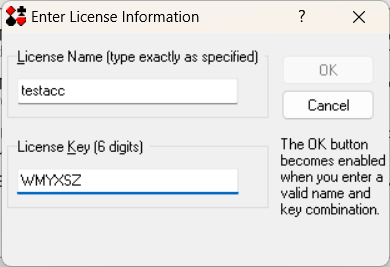 Enter License Information
License Name (type exactly as specified)
testacc
OK
Cancel
License Key (6 digits)
WMYXSZ
The OK button
becomes enabled
when you enter a
valid name and
key combination.